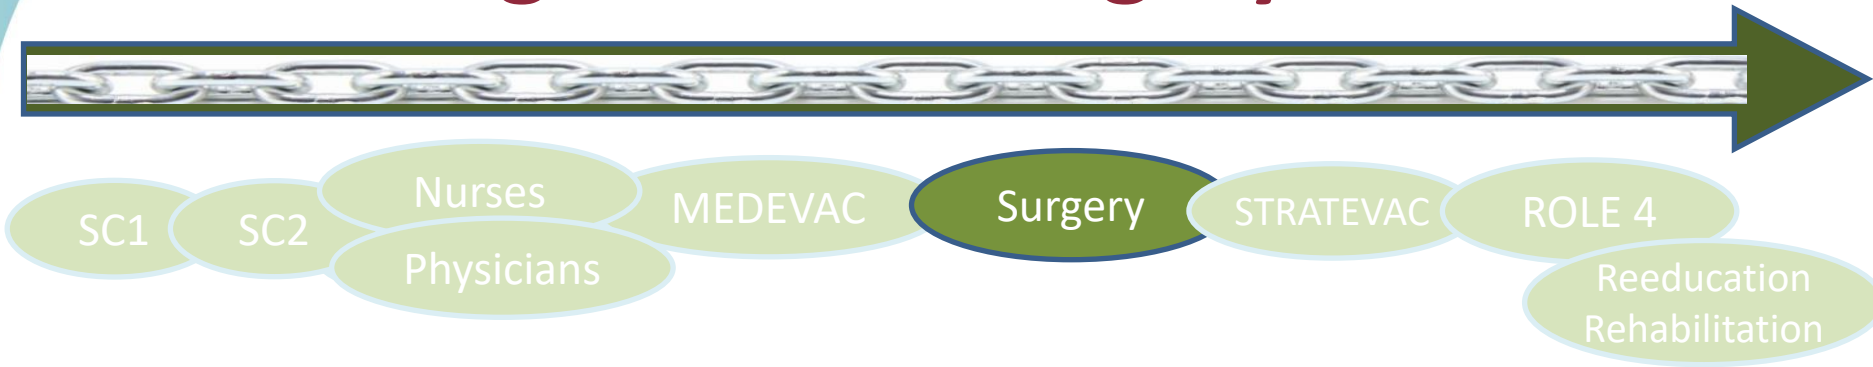 SC1
SC2
Nurses
Physicians
MEDEVAC
Surgery
STRATEVAC
ROLE 4
Reeducation
Rehabilitation